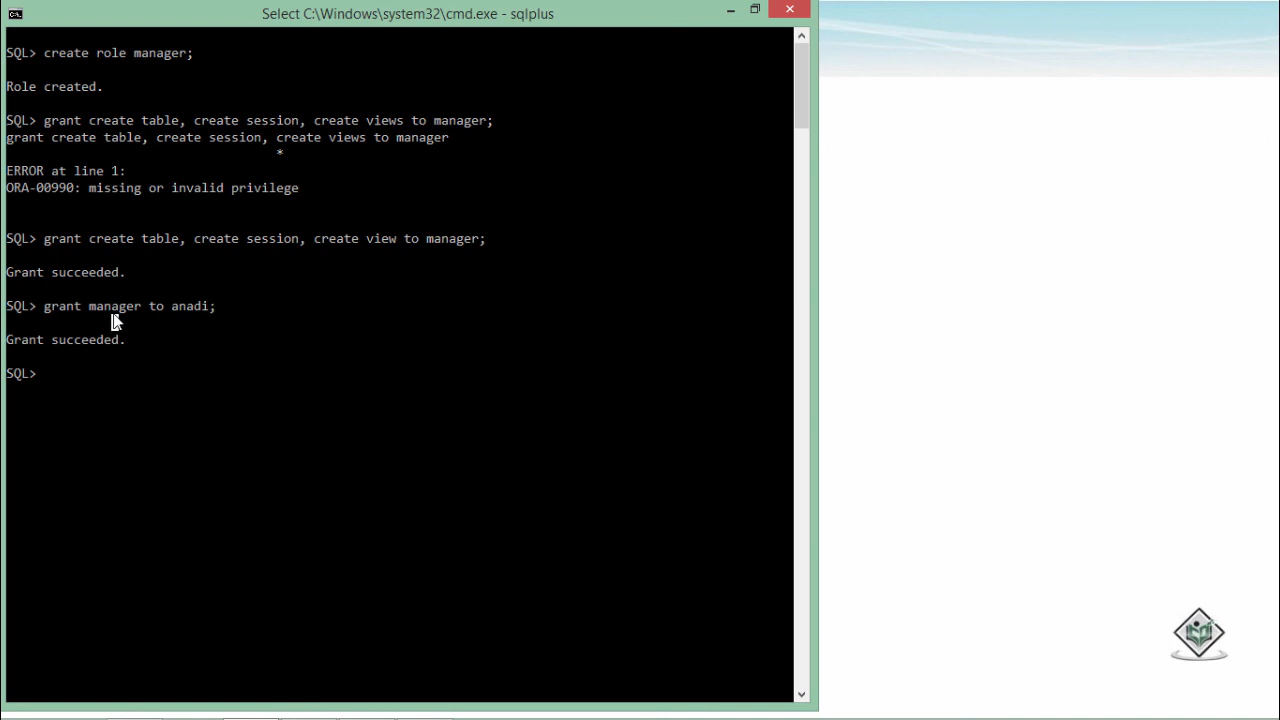 Select C:\Windows\system32\cmd.exe - sqlplus
SQL> create role manager;
Role created.
SQL> grant create table, create session, create views to manager;
grant create table, create session, create views to manager
*
ERROR at line 1:
ORA-00990: missing or invalid privilege
SQL> grant create table, create session, create view to manager;
Grant succeeded.
SQL> grant manager to anadi;
Grant succeeded.
SQL>